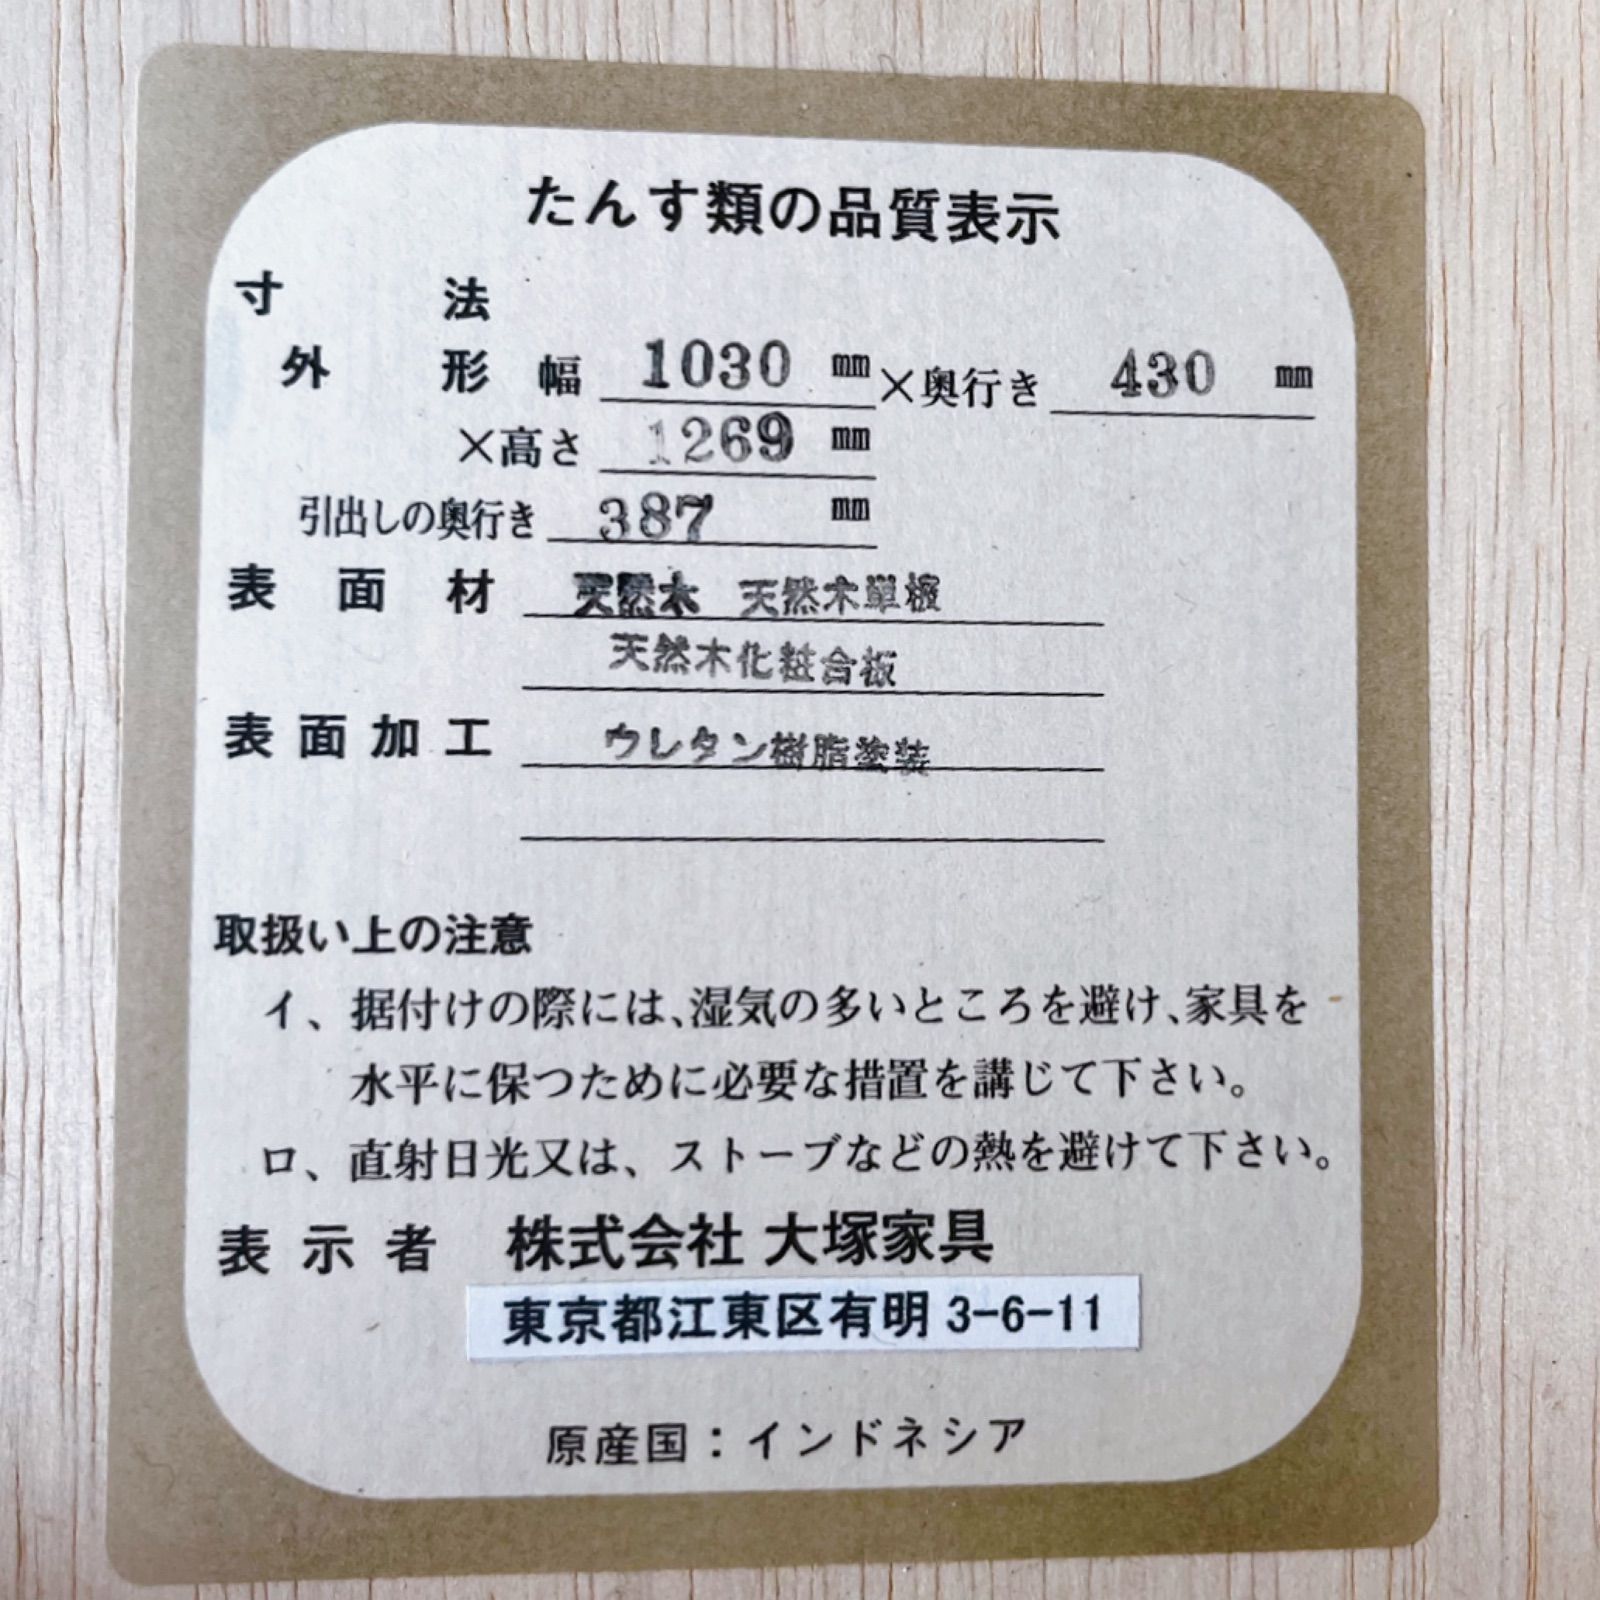 たんす類の品質表示
寸法
外形 幅 1030 mm ×奥行き 430 mm
×高さ 1269 mm
引出しの奥行き 387 mm
表面材 天然木 天然木単板
天然木化粧合板
表面加工 ウレタン樹脂塗装
取扱い上の注意
イ、据付けの際には、湿気の多いところを避け、家具を
水平に保つために必要な措置を講じて下さい。
ロ、直射日光又は、ストーブなどの熱を避けて下さい。
表示者 株式会社 大塚家具
東京都江東区有明3-6-11
原産国：インドネシア